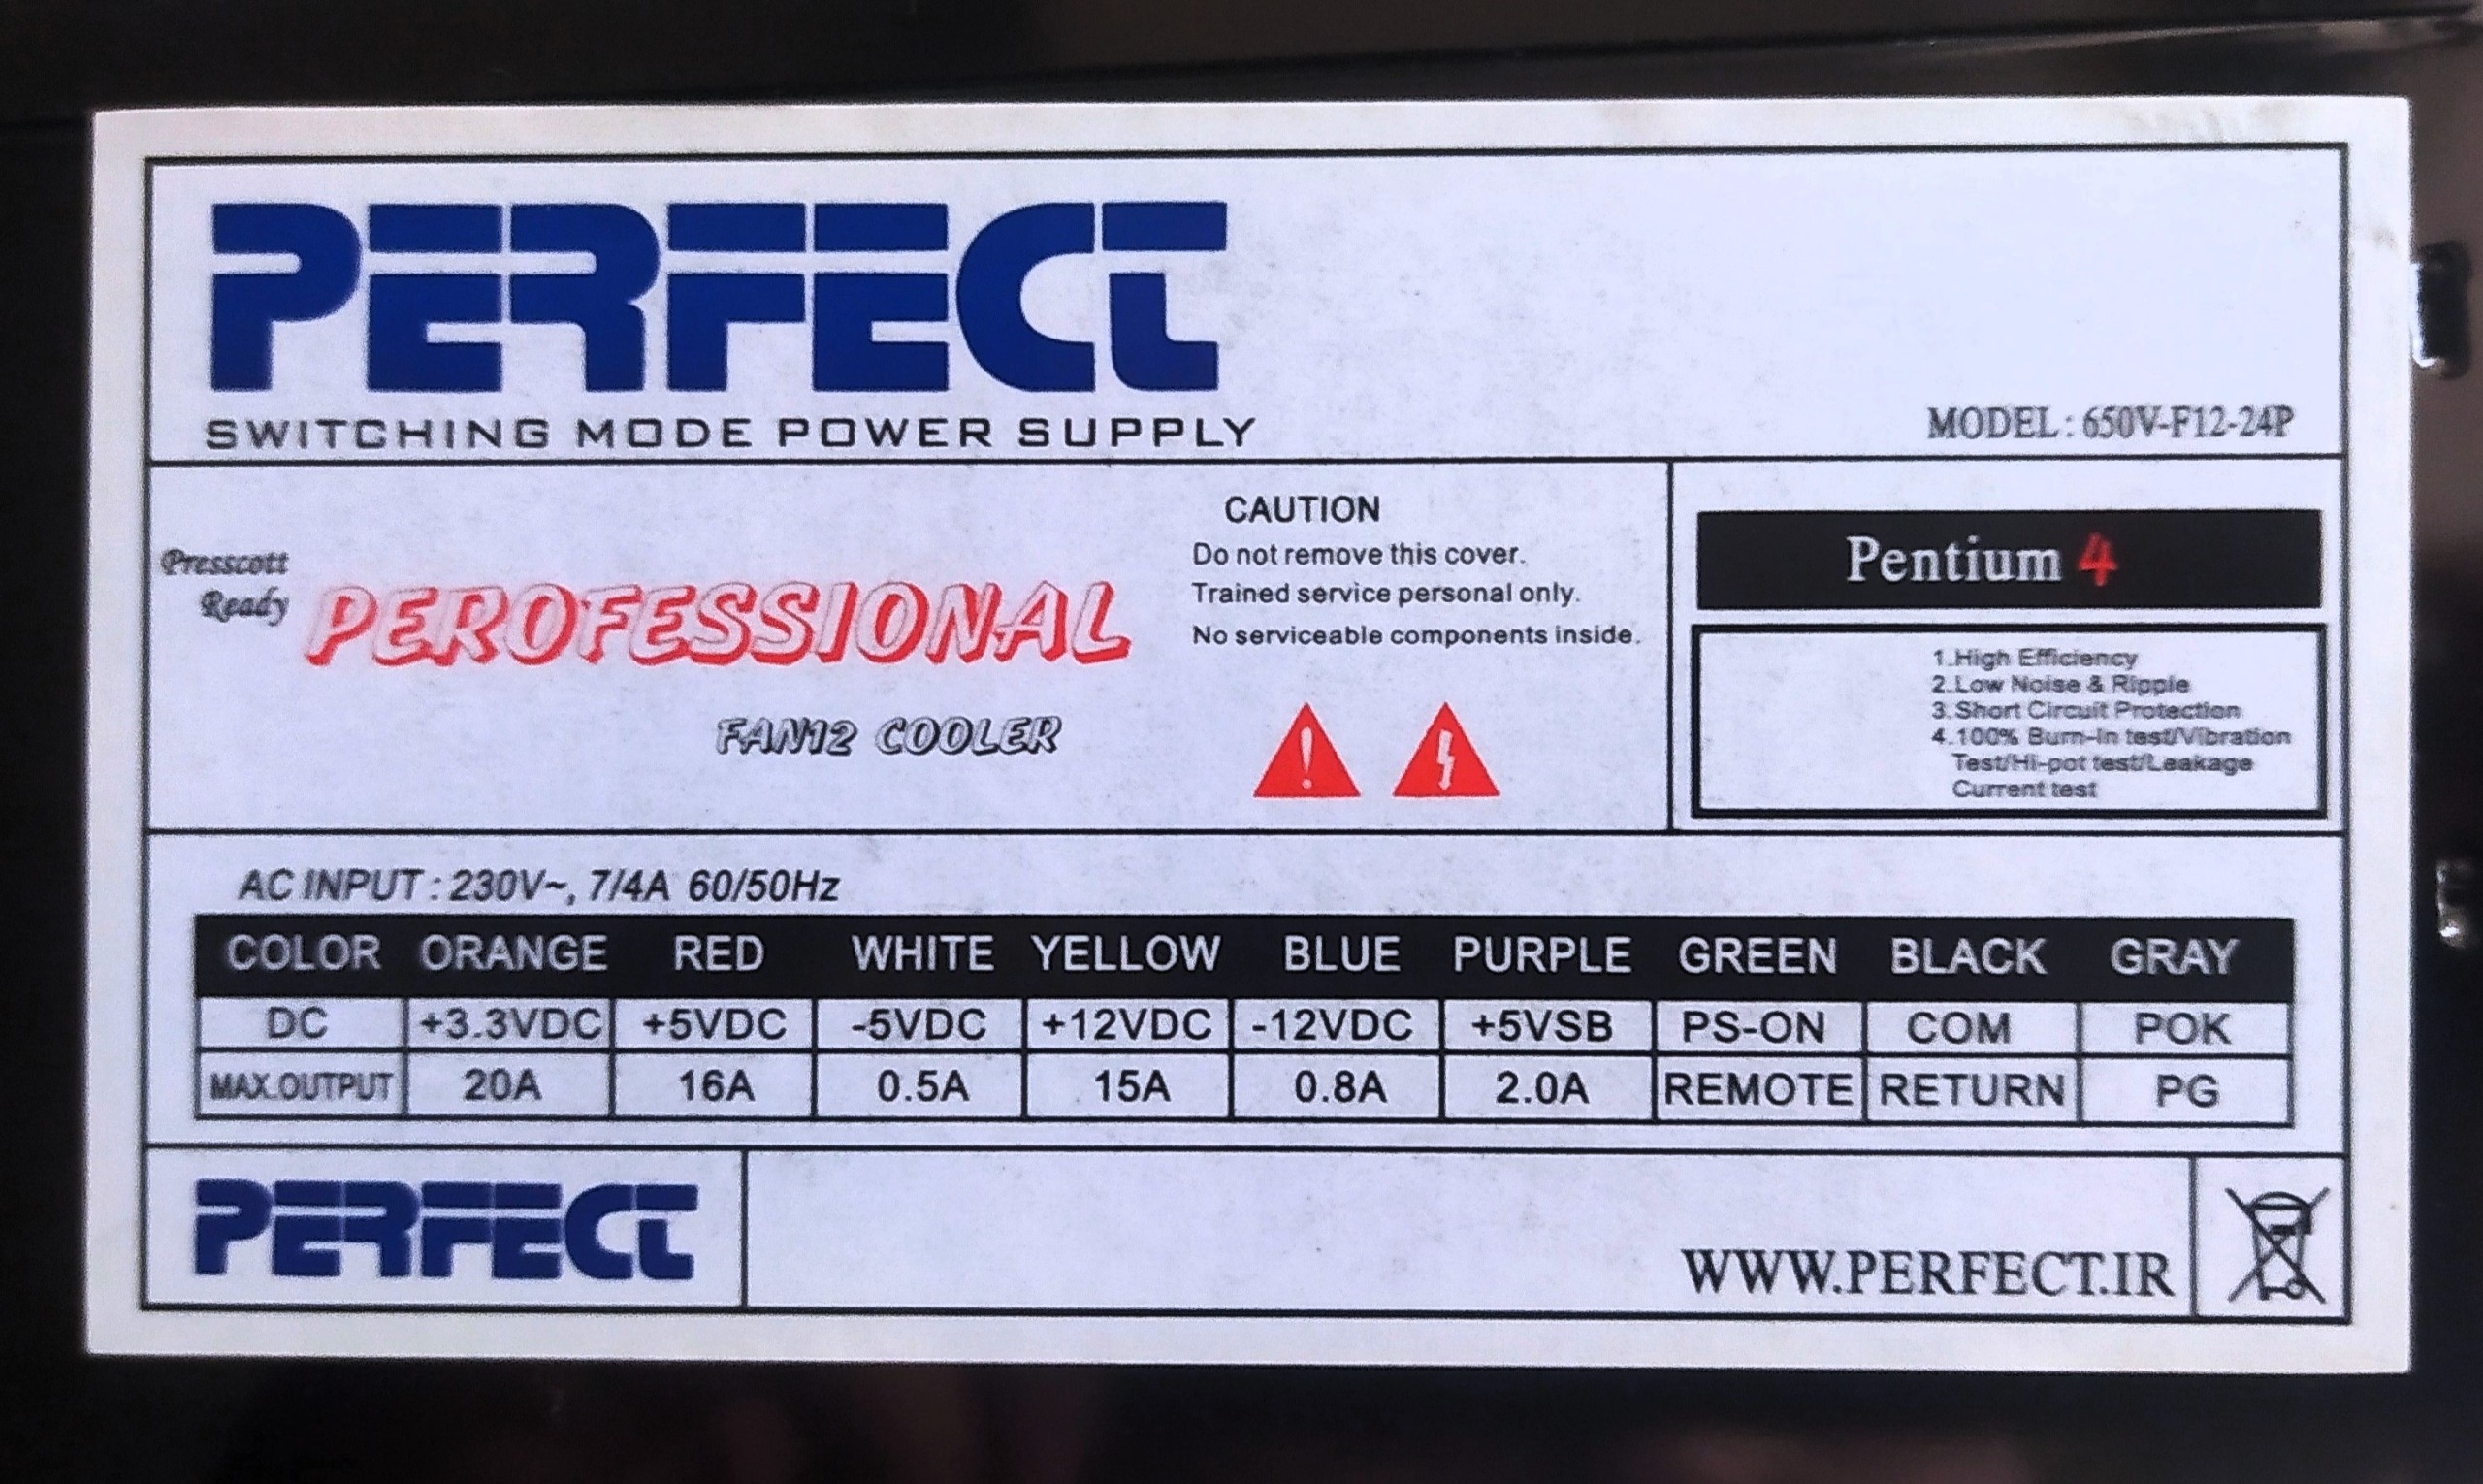 PERFECT
SWITCHING MODE POWER SUPPLY
MODEL : 650V-F12-24P
Presscott
Ready
PEROFESSIONAL
FAN12 COOLER
CAUTION
Do not remove this cover.
Trained service personal only.
No serviceable components inside.
Pentium 4
1.High Efficiency
2.Low Noise & Ripple
3.Short Circuit Protection
4.100% Burn-In test/Vibration
Test/Hi-pot test/Leakage
Current test
AC INPUT : 230V~, 7/4A 60/50Hz
COLOR ORANGE RED WHITE YELLOW BLUE PURPLE GREEN BLACK GRAY
DC +3.3VDC +5VDC -5VDC +12VDC -12VDC +5VSB PS-ON COM POK
MAX.OUTPUT 20A 16A 0.5A 15A 0.8A 2.0A REMOTE RETURN PG
PERFECT
WWW.PERFECT.IR